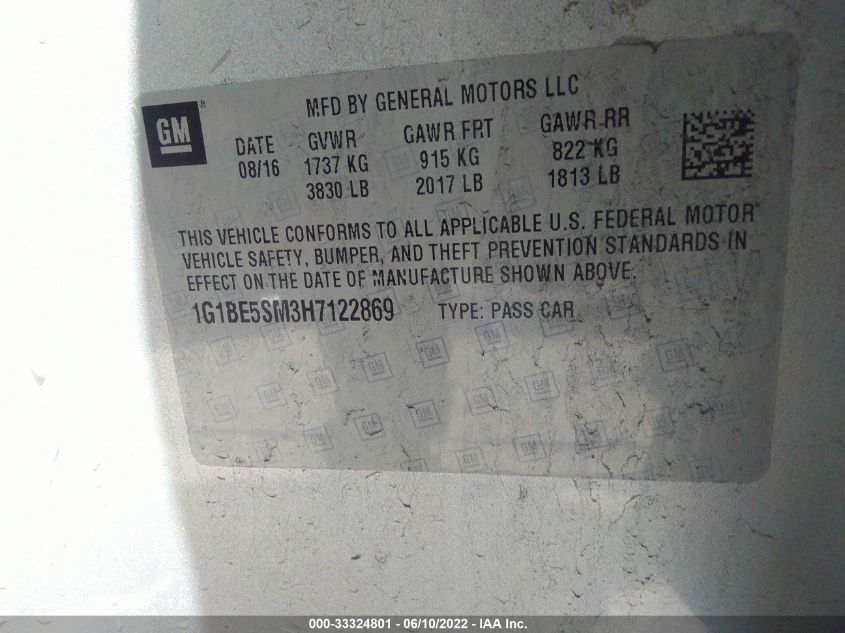 MFD BY GENERAL MOTORS LLC
GM ®
DATE GVWR GAWR FRT GAWR RR
08/16 1737 KG 915 KG 822 KG
3830 LB 2017 LB 1813 LB
THIS VEHICLE CONFORMS TO ALL APPLICABLE U.S. FEDERAL MOTOR
VEHICLE SAFETY, BUMPER, AND THEFT PREVENTION STANDARDS IN
EFFECT ON THE DATE OF MANUFACTURE SHOWN ABOVE.
1G1BE5SM3H7122869 TYPE: PASS CAR
000-33324801 - 06/10/2022 - IAA Inc.